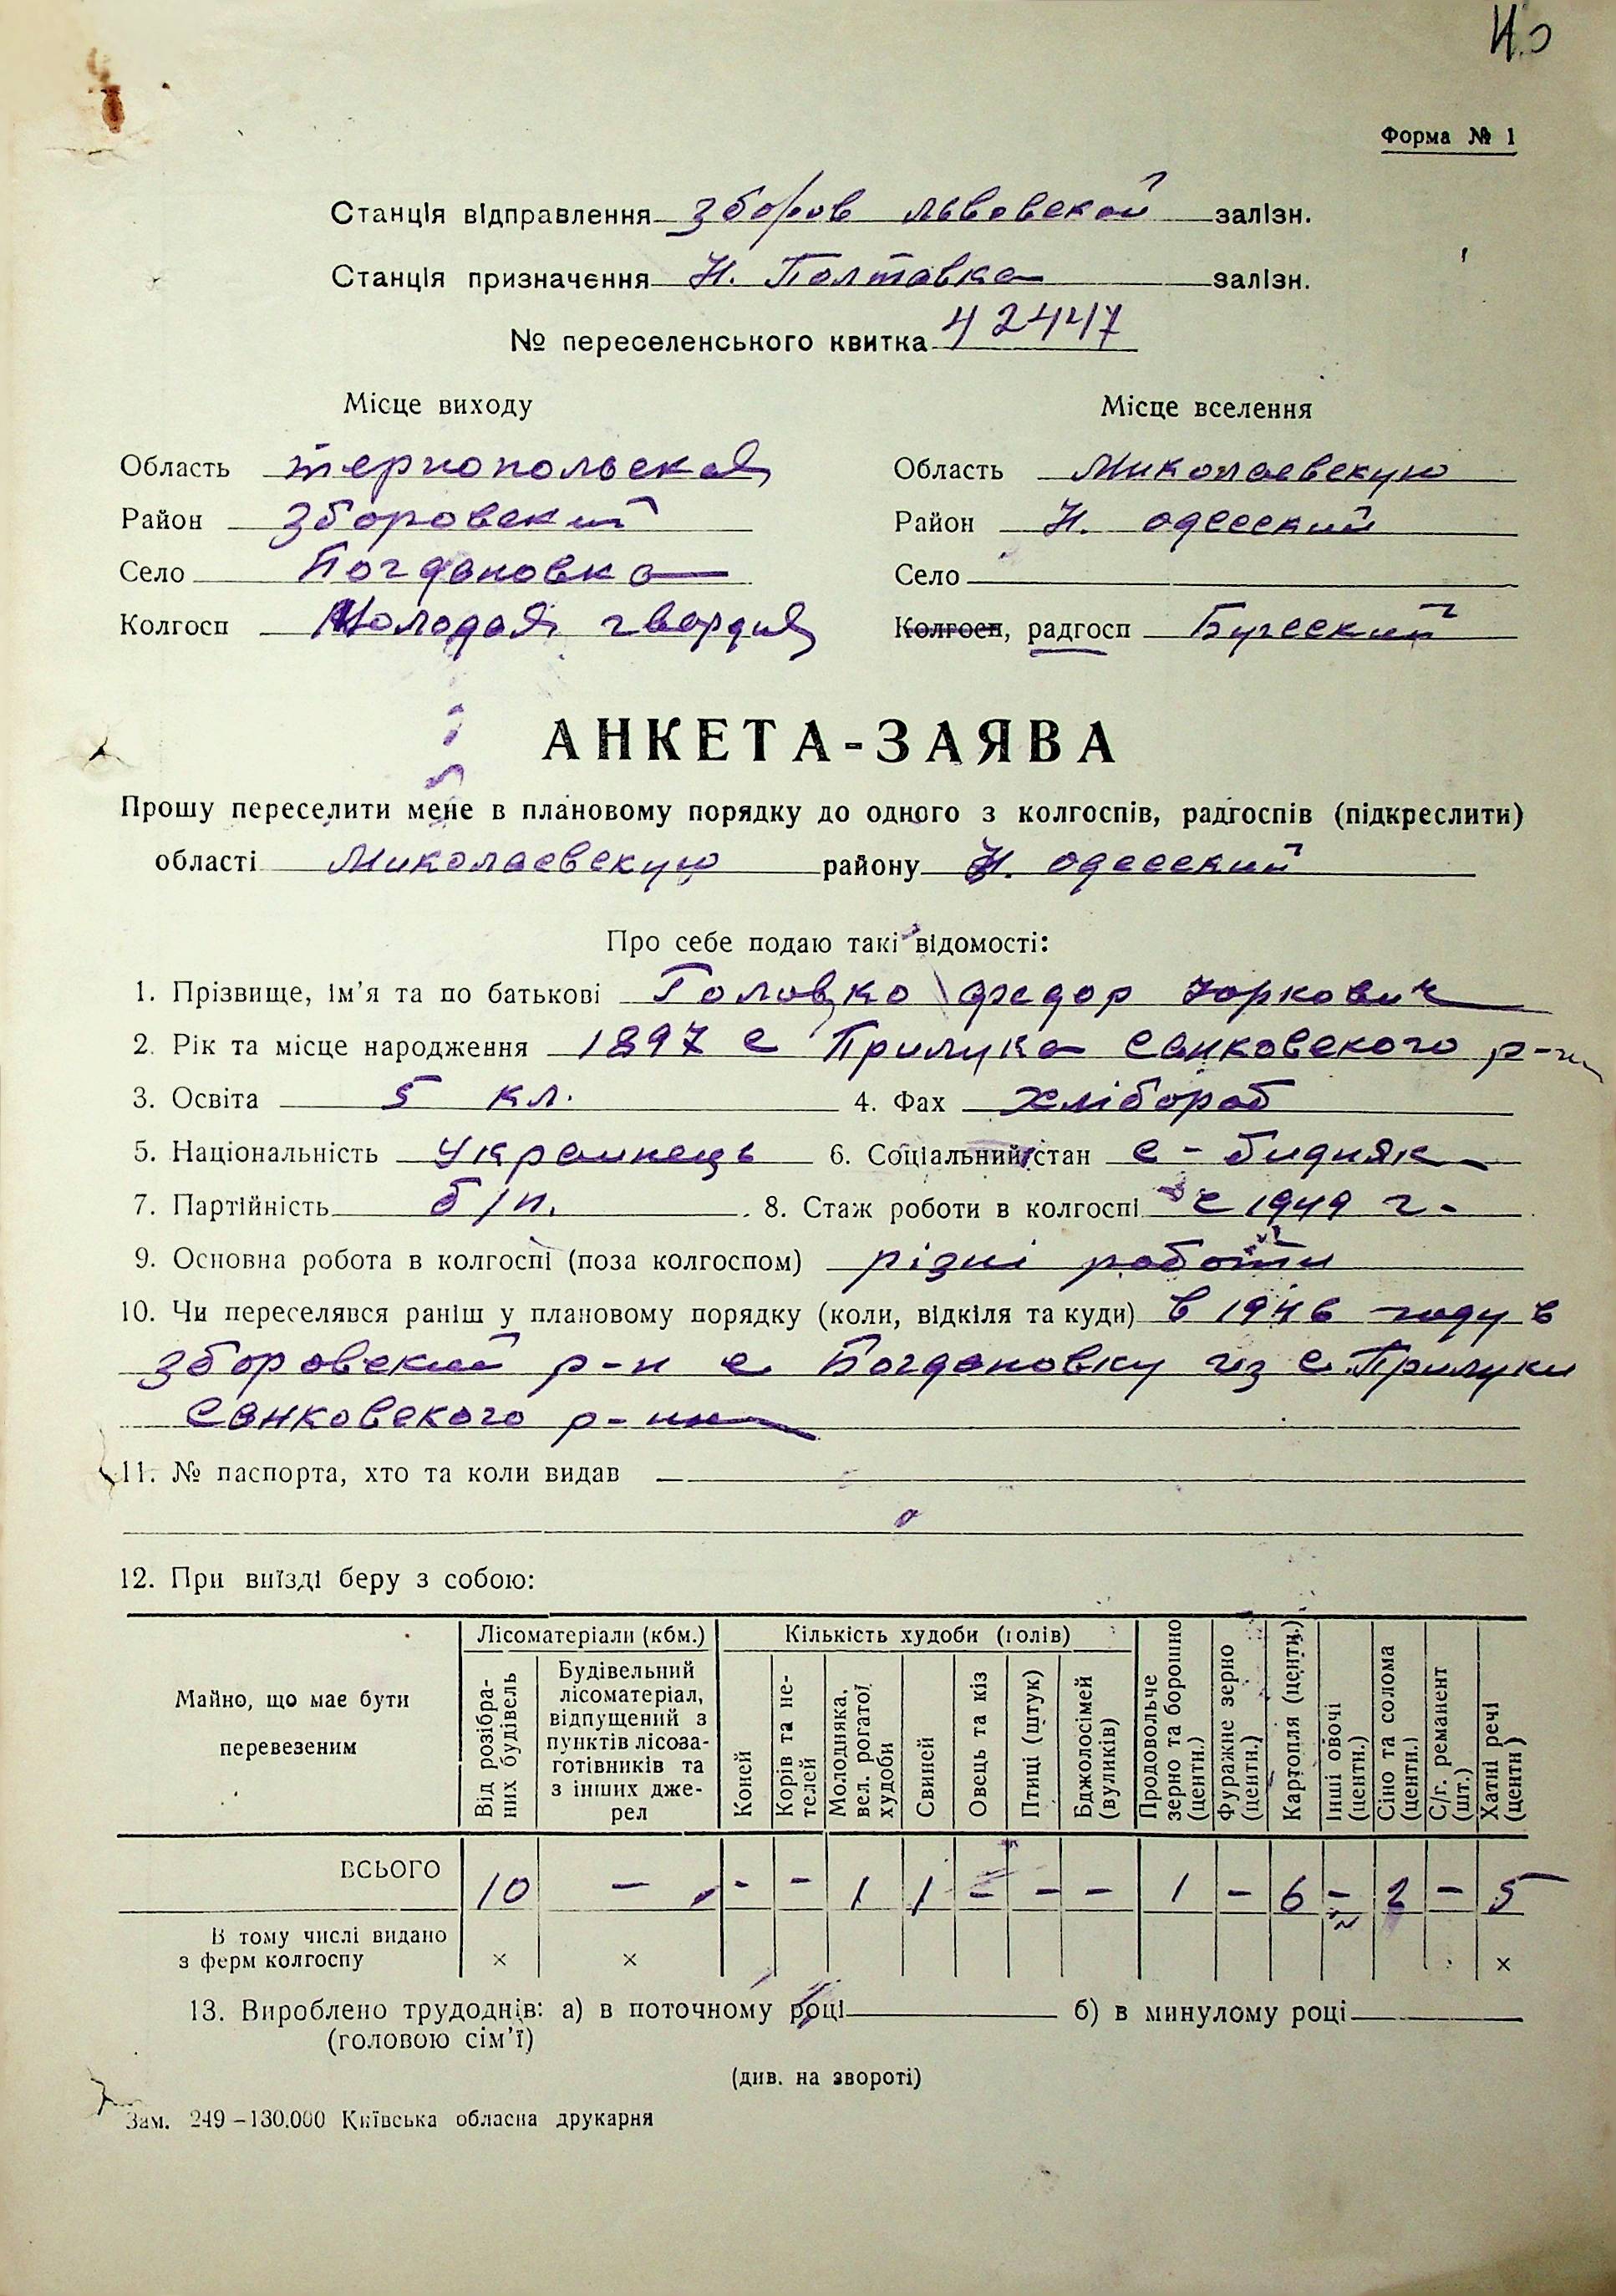 Форма № 1
Станція відправлення Зборов львовской залізн.
Станція призначення Н. Полтавка залізн.
№ переселенського квитка 42447
Місце виходу
Місце вселення
Область тернопольская
Область Миколаевскую
Район Зборовский
Район Н. одесский
Село Богдановка
Село
Колгосп Молодая гвардия
Колгосп, радгосп Бугский
АНКЕТА-ЗАЯВА
Прошу переселити мене в плановому порядку до одного з колгоспів, радгоспів (підкреслити)
області Миколаевскую району Н. одесский
Про себе подаю такі відомості:
1. Прізвище, ім'я та по батькові Головко федор Юркович
2. Рік та місце народження 1897 с Прилука Сянковского р-н
3. Освіта 5 кл. 4. Фах хлібороб
5. Національність Украинець 6. Соціальний стан с-бидняк
7. Партійність б/п. 8. Стаж роботи в колгоспі с 1949 г.
9. Основна робота в колгоспі (поза колгоспом) різні работи
10. Чи переселявся раніш у плановому порядку (коли, відкіля та куди) в 1946 году в
зборовский р-н с Богдановку из с Прилуки
Сянковского р-на
11. № паспорта, хто та коли видав
12. При виїзді беру з собою:
Майно, що має бути перевезеним
Лісоматеріали (кбм.)
Кількість худоби (голів)
Від розібраних будівель
Будівельний лісоматеріал, відпущений з пунктів лісозаготівників та з інших джерел
Коней
Корів та нетелей
Молодняка, вел. рогатої худоби
Свиней
Овець та кіз
Птиці (штук)
Бджолосімей (вуликів)
Продовольче зерно та борошно (центн.)
Фуражне зерно (центн.)
Картопля (центн.)
Інші овочі (центн.)
Сіно та солома (центн.)
С/г. реманент (шт.)
Хатні речі (центн)
ВСЬОГО 10 - - - 1 1 - - - 1 - 6 - 2 - 5
В тому числі видано
з ферм колгоспу × × ×
13. Вироблено трудоднів: а) в поточному році б) в минулому році
(головою сім'ї)
(див. на звороті)
Зам. 249–130.000 Київська обласна друкарня